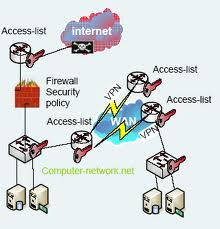 Access-list
internet
Firewall
Security
policy
VPN
Access-list
Access-list
Access-list
WAN
VPN
Computer-network.net